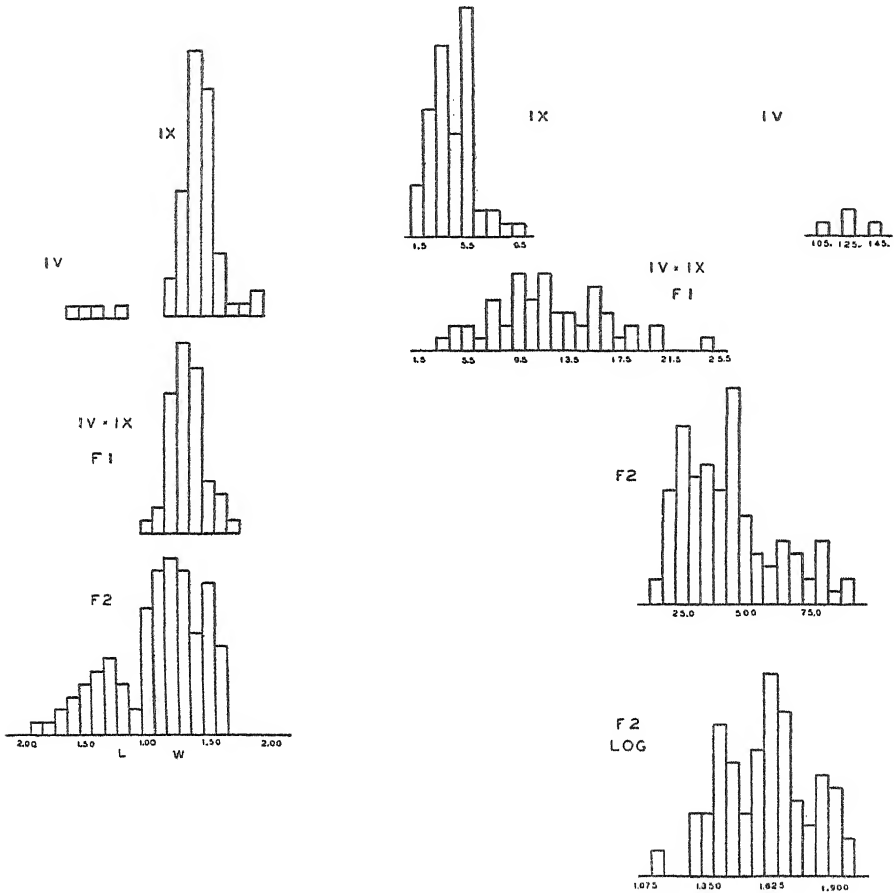 IX
IV
IV × IX
F1
F2
2.00 1.50 1.00 1.50 2.00
L W
IX
IV
1.5 5.5 9.5
105. 125. 145.
IV × IX
F1
1.5 5.5 9.5 13.5 17.5 21.5 25.5
F2
25.0 50.0 75.0
F2
LOG
1.075 1.350 1.625 1.900